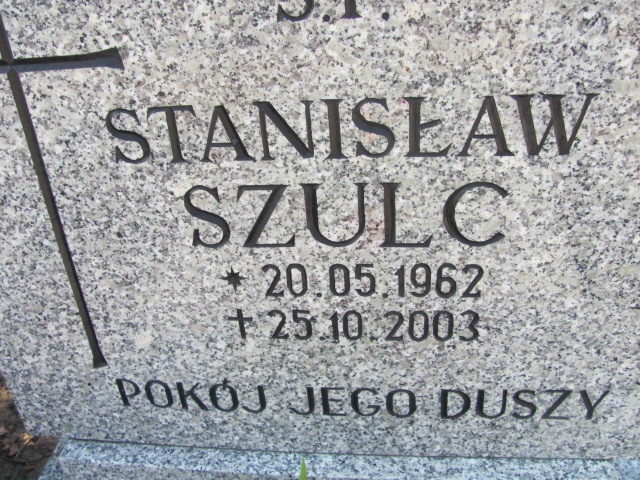 Ś.P.
STANISŁAW
SZULC
* 20.05.1962
✝ 25.10.2003
POKÓJ JEGO DUSZY